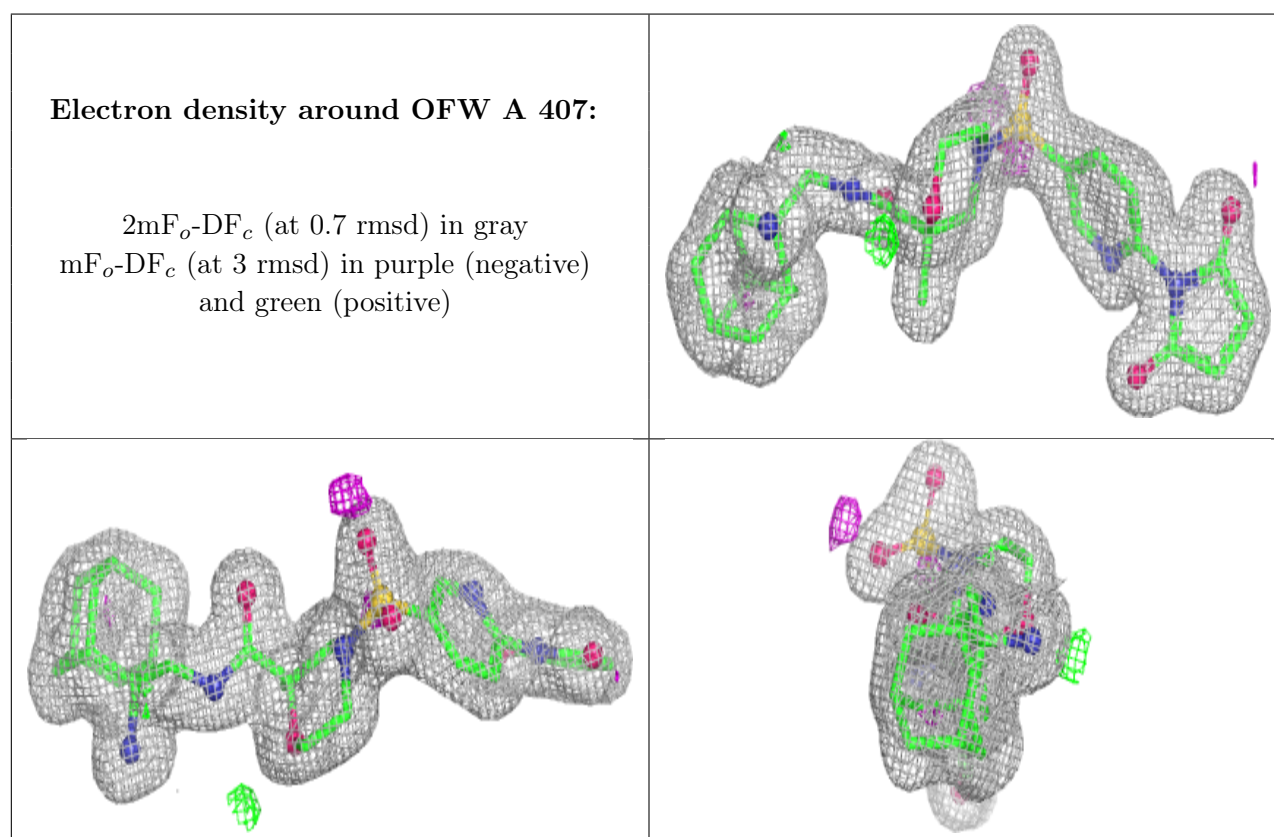 Electron density around OFW A 407:
2mFo-DFc (at 0.7 rmsd) in gray
mFo-DFc (at 3 rmsd) in purple (negative)
and green (positive)